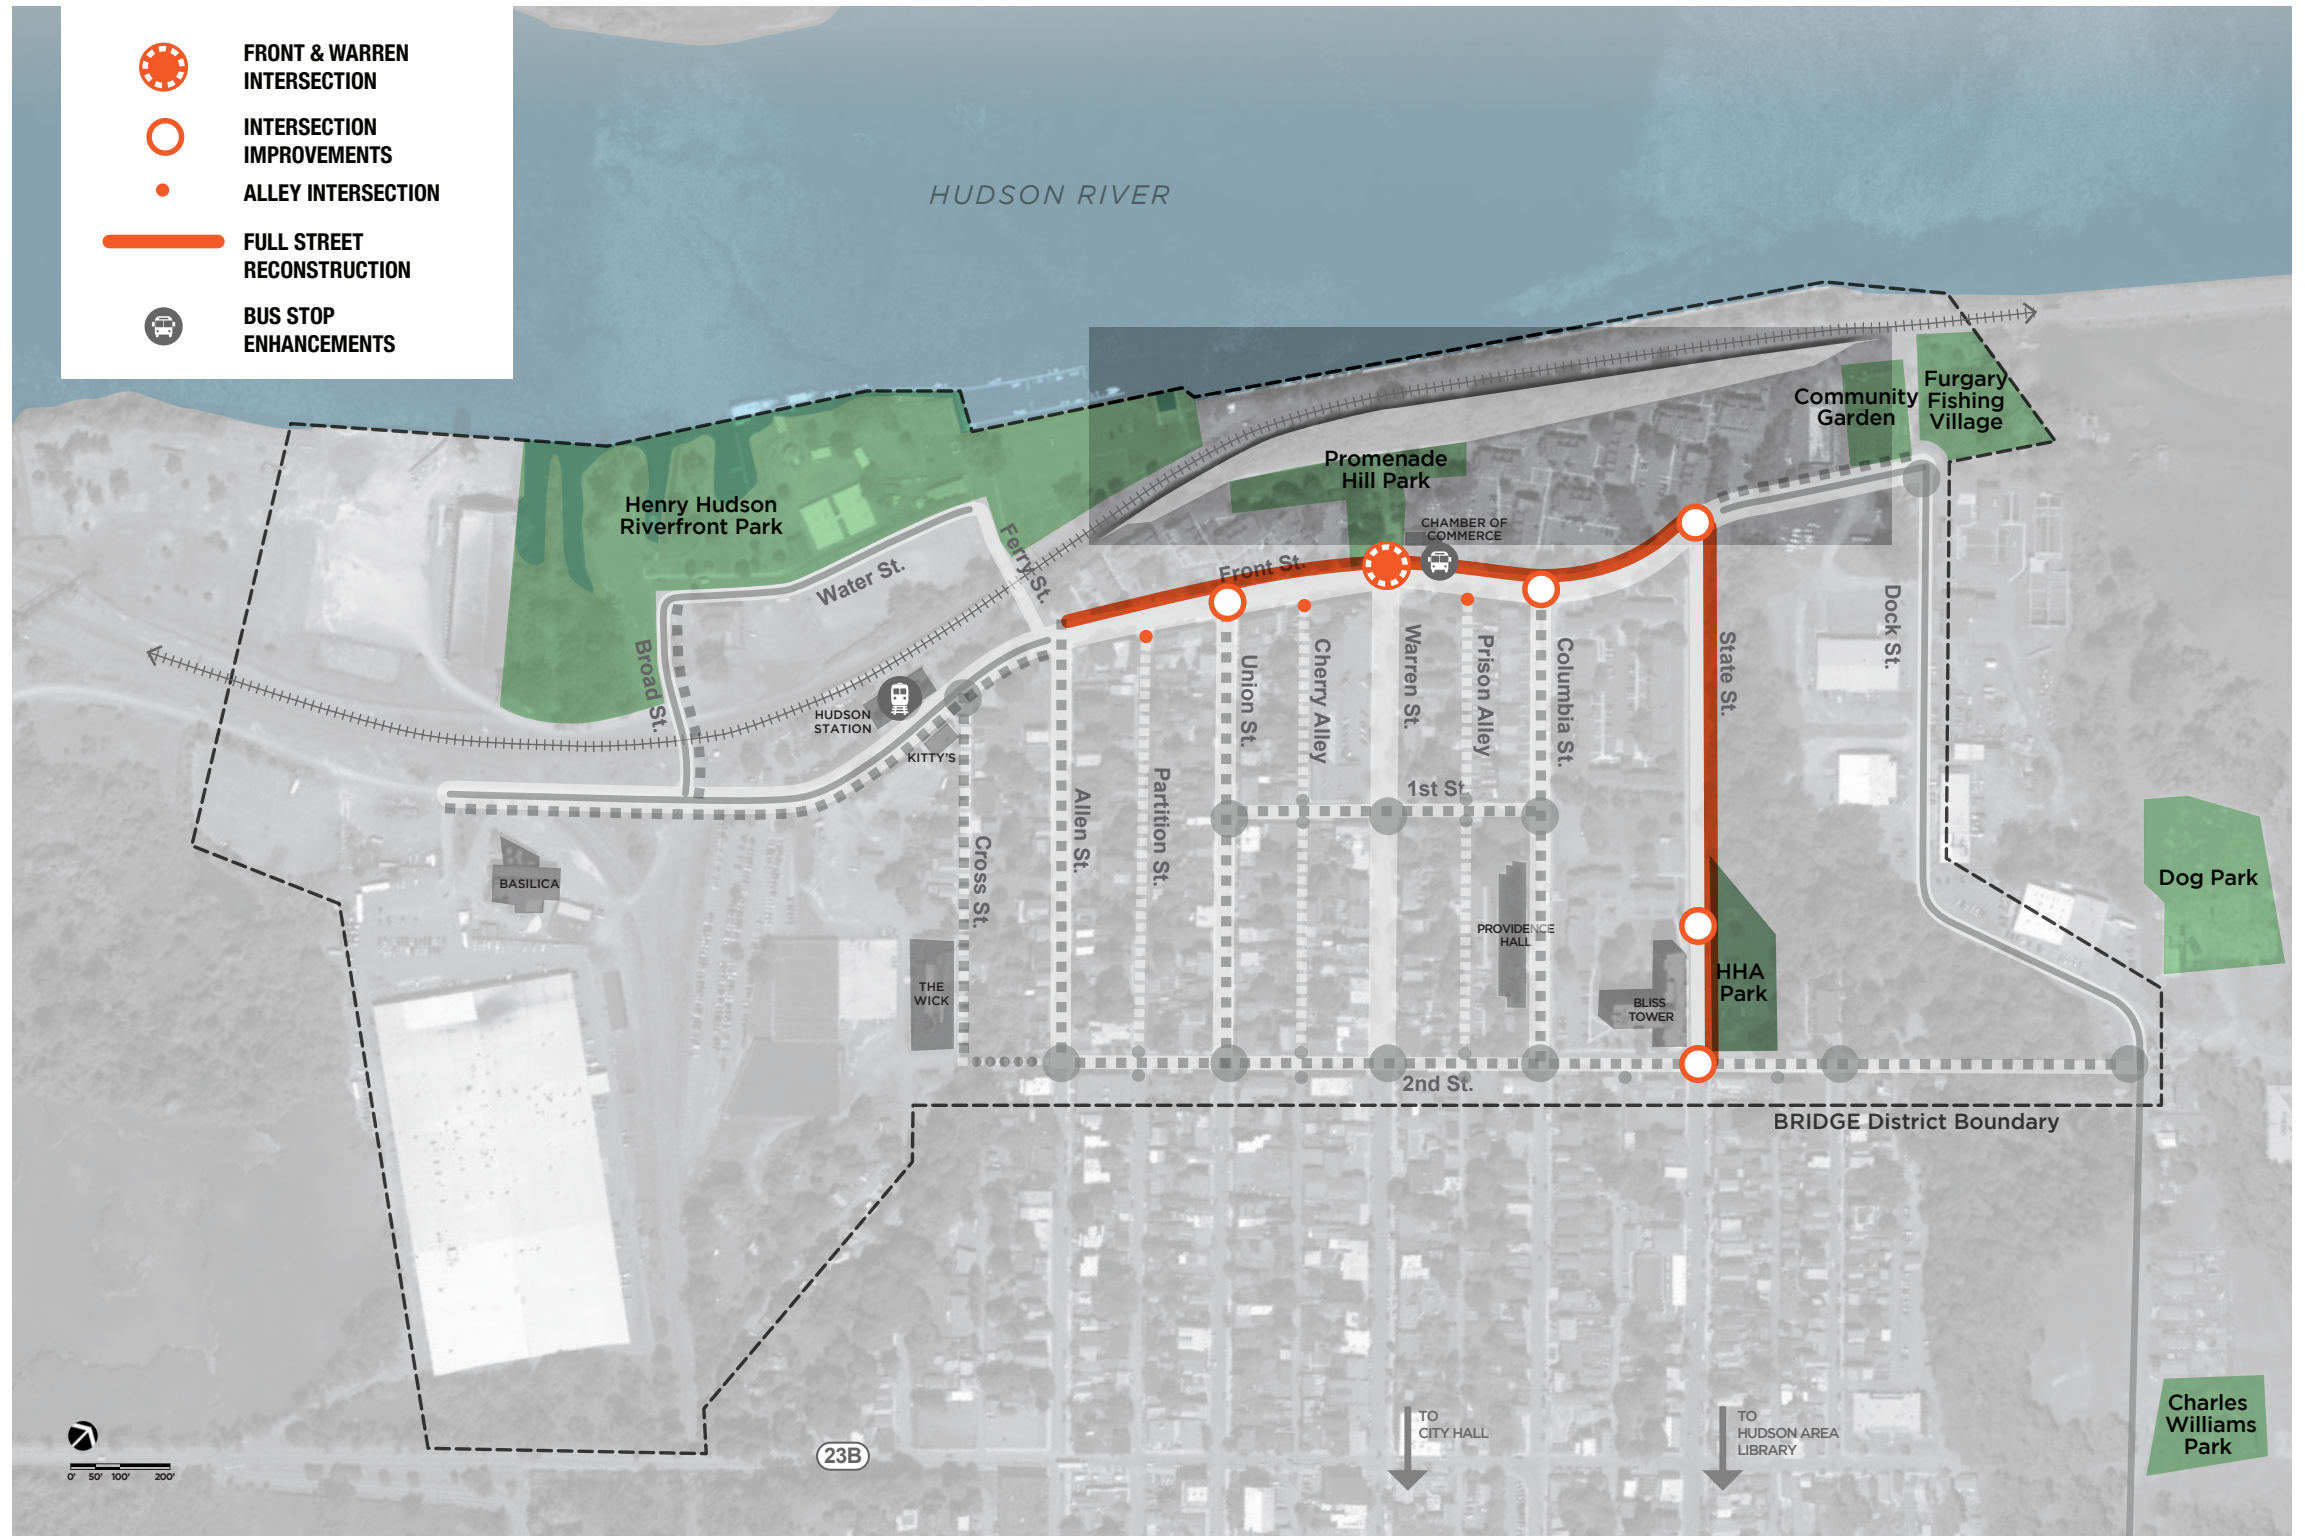 FRONT & WARREN
INTERSECTION
INTERSECTION
IMPROVEMENTS
ALLEY INTERSECTION
FULL STREET
RECONSTRUCTION
BUS STOP
ENHANCEMENTS
HUDSON RIVER
Furgary
Fishing
Village
Community
Garden
Promenade
Hill Park
Henry Hudson
Riverfront Park
CHAMBER OF
COMMERCE
Ferry St.
Front St.
Water St.
Broad St.
Dock St.
State St.
Union St.
Cherry Alley
Warren St.
Prison Alley
Columbia St.
HUDSON
STATION
KITTY'S
Allen St.
Partition St.
1st St.
Cross St.
BASILICA
Dog Park
PROVIDENCE
HALL
THE
WICK
BLISS
TOWER
HHA
Park
2nd St.
BRIDGE District Boundary
TO
CITY HALL
TO
HUDSON AREA
LIBRARY
Charles
Williams
Park
23B
0' 50' 100' 200'